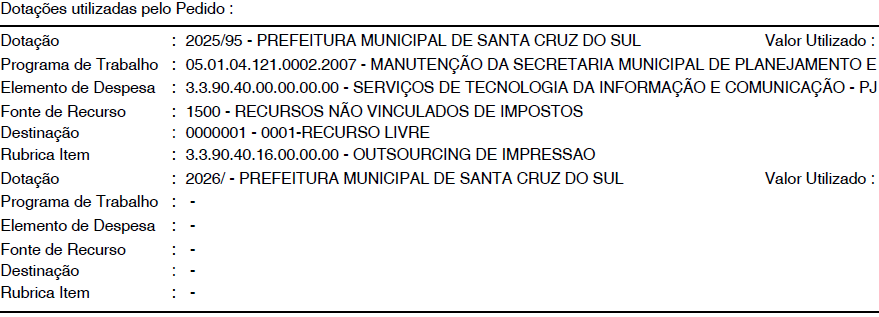 Dotações utilizadas pelo Pedido :
Dotação : 2025/95 - PREFEITURA MUNICIPAL DE SANTA CRUZ DO SUL Valor Utilizado :
Programa de Trabalho : 05.01.04.121.0002.2007 - MANUTENÇÃO DA SECRETARIA MUNICIPAL DE PLANEJAMENTO E
Elemento de Despesa : 3.3.90.40.00.00.00.00 - SERVIÇOS DE TECNOLOGIA DA INFORMAÇÃO E COMUNICAÇÃO - PJ
Fonte de Recurso : 1500 - RECURSOS NÃO VINCULADOS DE IMPOSTOS
Destinação : 0000001 - 0001-RECURSO LIVRE
Rubrica Item : 3.3.90.40.16.00.00.00 - OUTSOURCING DE IMPRESSAO
Dotação : 2026/ - PREFEITURA MUNICIPAL DE SANTA CRUZ DO SUL Valor Utilizado :
Programa de Trabalho : -
Elemento de Despesa : -
Fonte de Recurso : -
Destinação : -
Rubrica Item : -